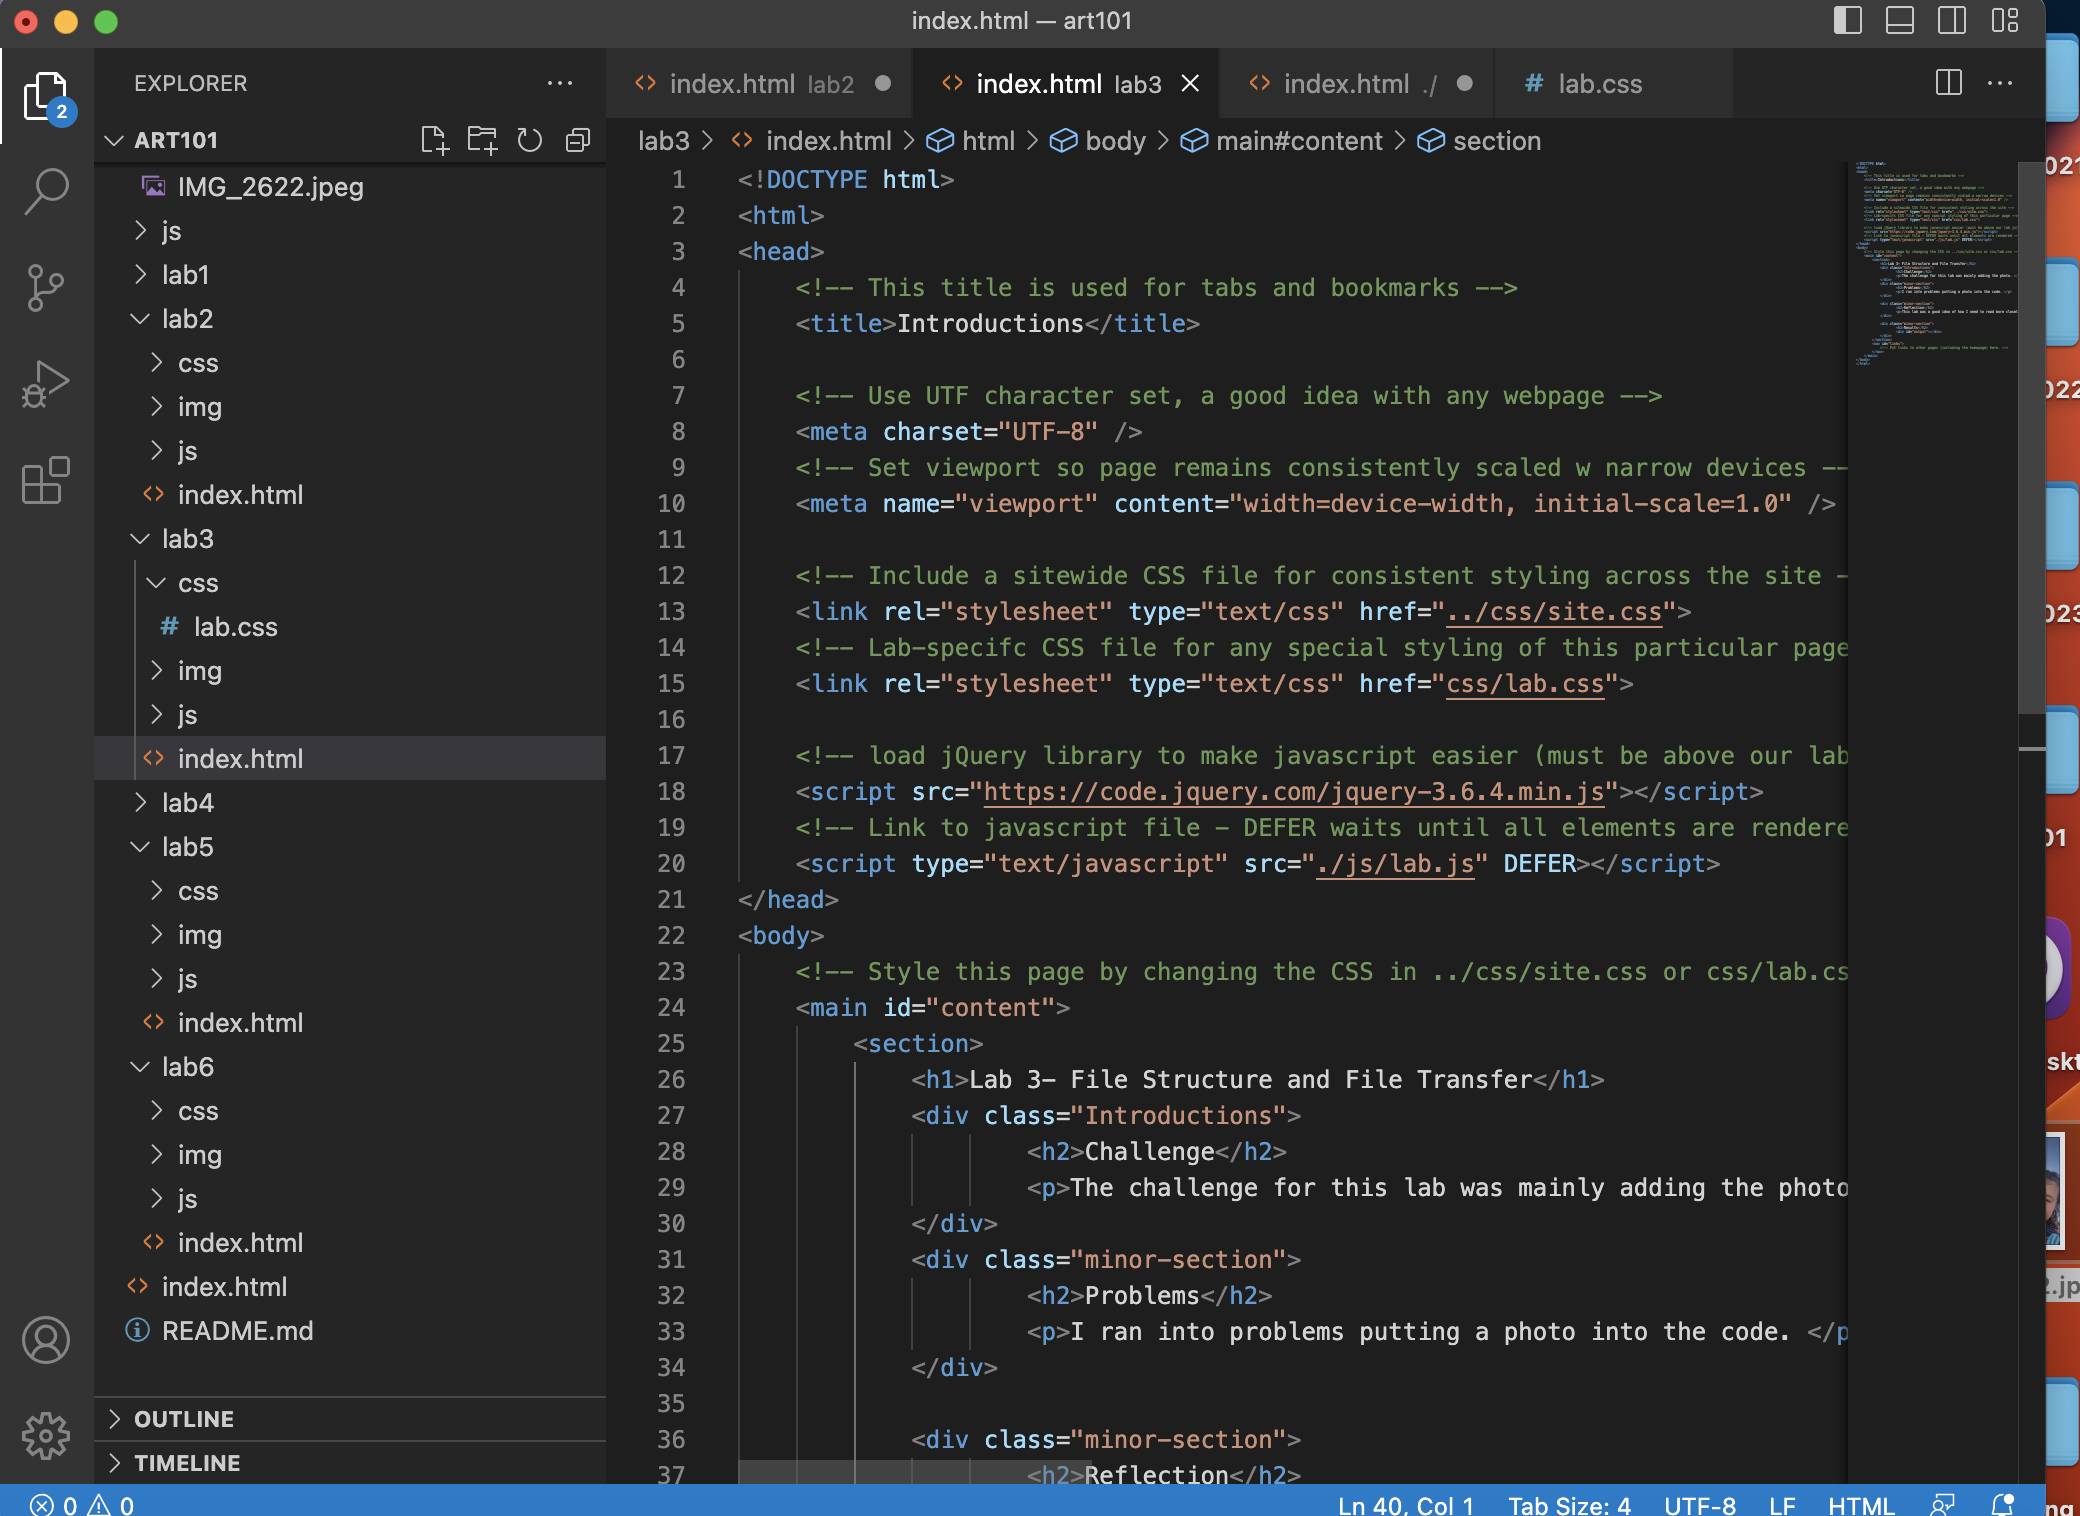 index.html — art101
EXPLORER
index.html lab2
index.html lab3
index.html ./
lab.css
2
ART101
lab3 > index.html > html > body > main#content > section
IMG_2622.jpeg
js
lab1
lab2
css
img
js
index.html
lab3
css
lab.css
img
js
index.html
lab4
lab5
css
img
js
index.html
lab6
css
img
js
index.html
index.html
README.md
OUTLINE
TIMELINE
1 <!DOCTYPE html>
2 <html>
3 <head>
4 <!-- This title is used for tabs and bookmarks -->
5 <title>Introductions</title>
6
7 <!-- Use UTF character set, a good idea with any webpage -->
8 <meta charset="UTF-8" />
9 <!-- Set viewport so page remains consistently scaled w narrow devices --
10 <meta name="viewport" content="width=device-width, initial-scale=1.0" />
11
12 <!-- Include a sitewide CSS file for consistent styling across the site -
13 <link rel="stylesheet" type="text/css" href="../css/site.css">
14 <!-- Lab-specifc CSS file for any special styling of this particular page
15 <link rel="stylesheet" type="text/css" href="css/lab.css">
16
17 <!-- load jQuery library to make javascript easier (must be above our lab
18 <script src="https://code.jquery.com/jquery-3.6.4.min.js"></script>
19 <!-- Link to javascript file - DEFER waits until all elements are rendere
20 <script type="text/javascript" src="./js/lab.js" DEFER></script>
21 </head>
22 <body>
23 <!-- Style this page by changing the CSS in ../css/site.css or css/lab.cs
24 <main id="content">
25 <section>
26 <h1>Lab 3- File Structure and File Transfer</h1>
27 <div class="Introductions">
28 <h2>Challenge</h2>
29 <p>The challenge for this lab was mainly adding the photo
30 </div>
31 <div class="minor-section">
32 <h2>Problems</h2>
33 <p>I ran into problems putting a photo into the code. </p
34 </div>
35
36 <div class="minor-section">
37 <h2>Reflection</h2>
0 0
Ln 40, Col 1 Tab Size: 4 UTF-8 LF HTML